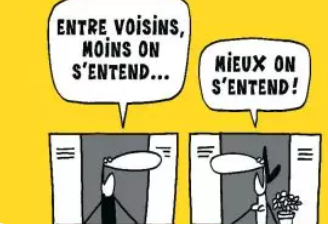 ENTRE VOISINS,
MOINS ON
S'ENTEND...
MIEUX ON
S'ENTEND!